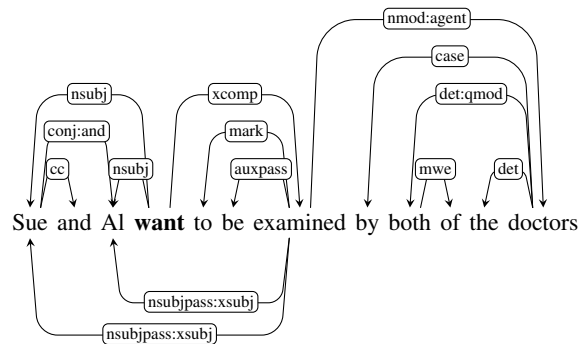 nmod:agent
case
nsubj xcomp det:qmod
conj:and mark
cc nsubj auxpass mwe det
Sue and Al want to be examined by both of the doctors
nsubjpass:xsubj
nsubjpass:xsubj